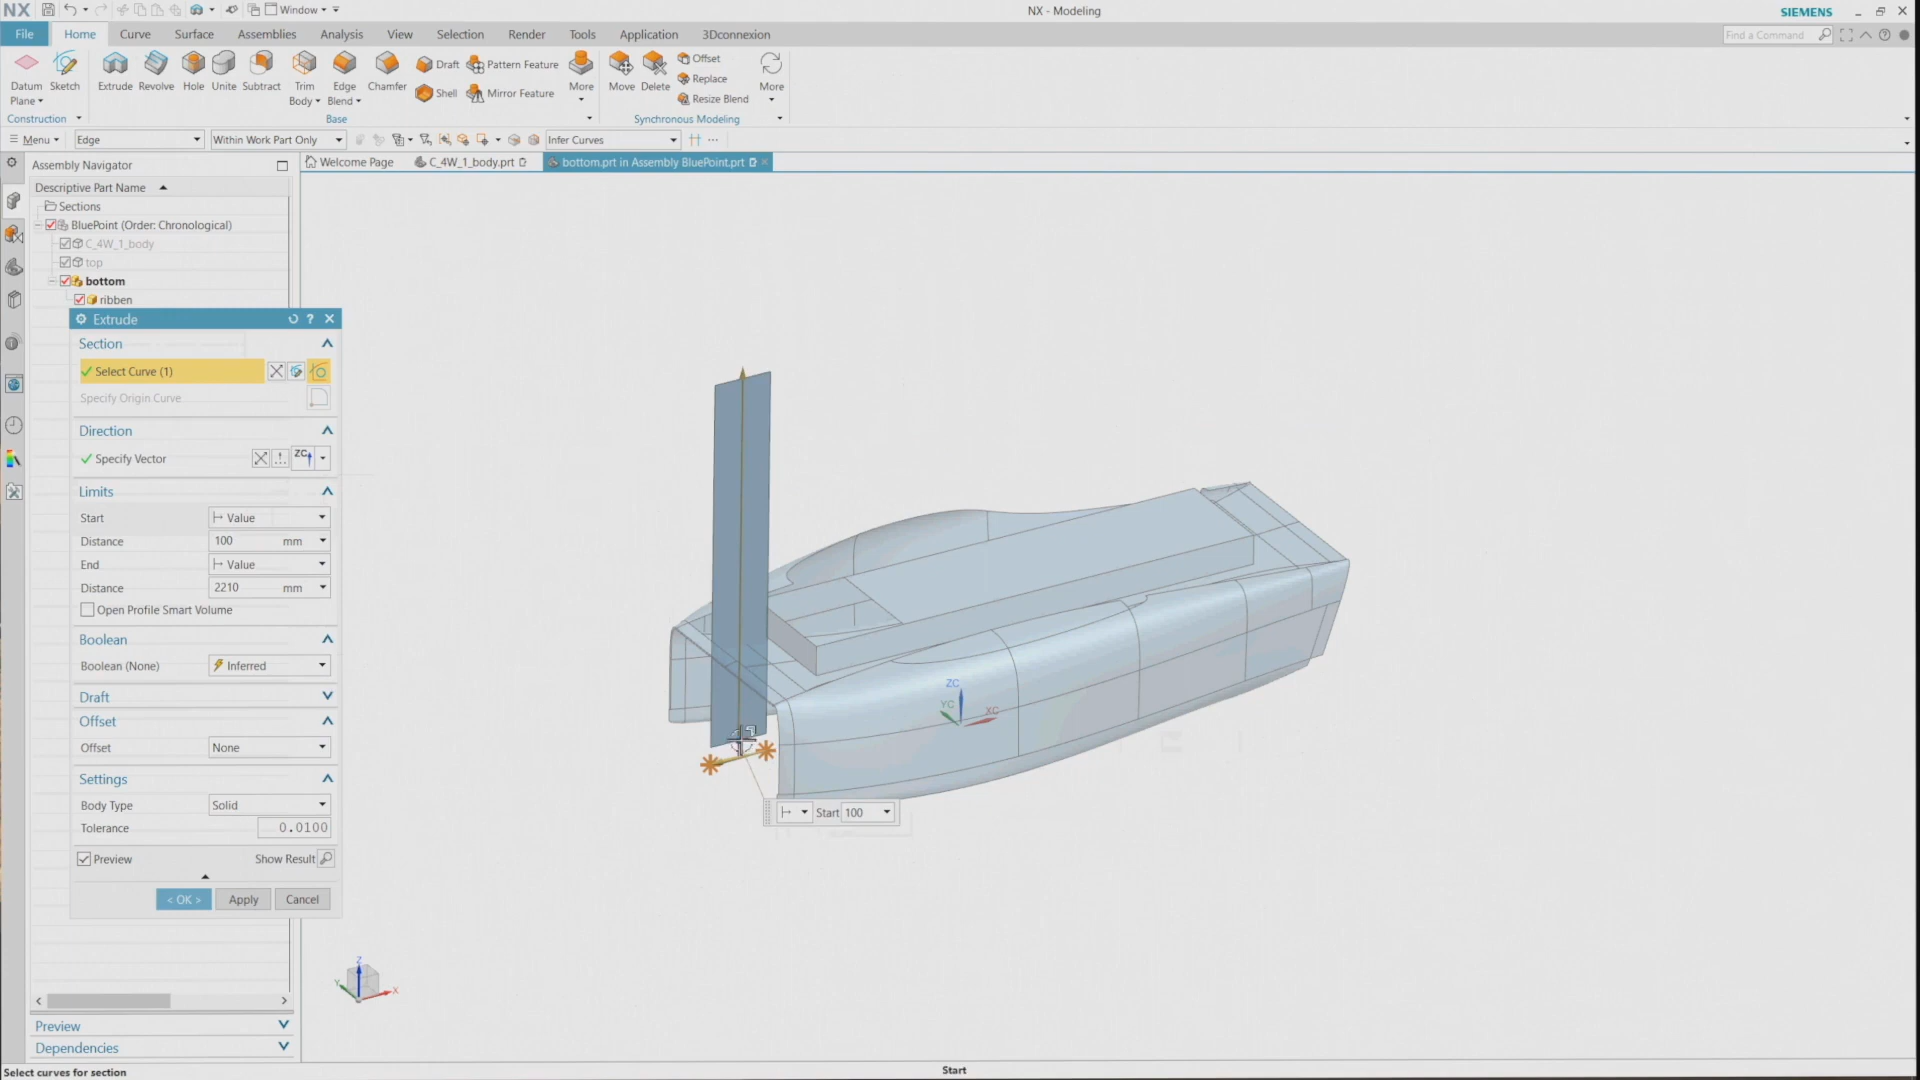 NX
Window
NX - Modeling
SIEMENS
File
Home
Curve
Surface
Assemblies
Analysis
View
Selection
Render
Tools
Application
3Dconnexion
Find a Command
Datum
Plane
Sketch
Extrude
Revolve
Hole
Unite
Subtract
Trim
Body
Edge
Blend
Chamfer
Draft
Shell
Pattern Feature
Mirror Feature
More
Move
Delete
Offset
Replace
Resize Blend
More
Construction
Base
Synchronous Modeling
Menu
Edge
Within Work Part Only
Infer Curves
Assembly Navigator
Welcome Page
C_4W_1_body.prt
bottom.prt in Assembly BluePoint.prt
Descriptive Part Name
Sections
BluePoint (Order: Chronological)
C_4W_1_body
top
bottom
ribben
Extrude
?
Section
Select Curve (1)
Specify Origin Curve
Direction
Specify Vector
ZC
Limits
Start
Value
Distance
100 mm
End
Value
Distance
2210 mm
Open Profile Smart Volume
Boolean
Boolean (None)
Inferred
Draft
Offset
Offset
None
Settings
Body Type
Solid
Tolerance
0.0100
Preview
Show Result
< OK >
Apply
Cancel
ZC
YC
XC
Start 100
Z
Y
X
Preview
Dependencies
Select curves for section
Start